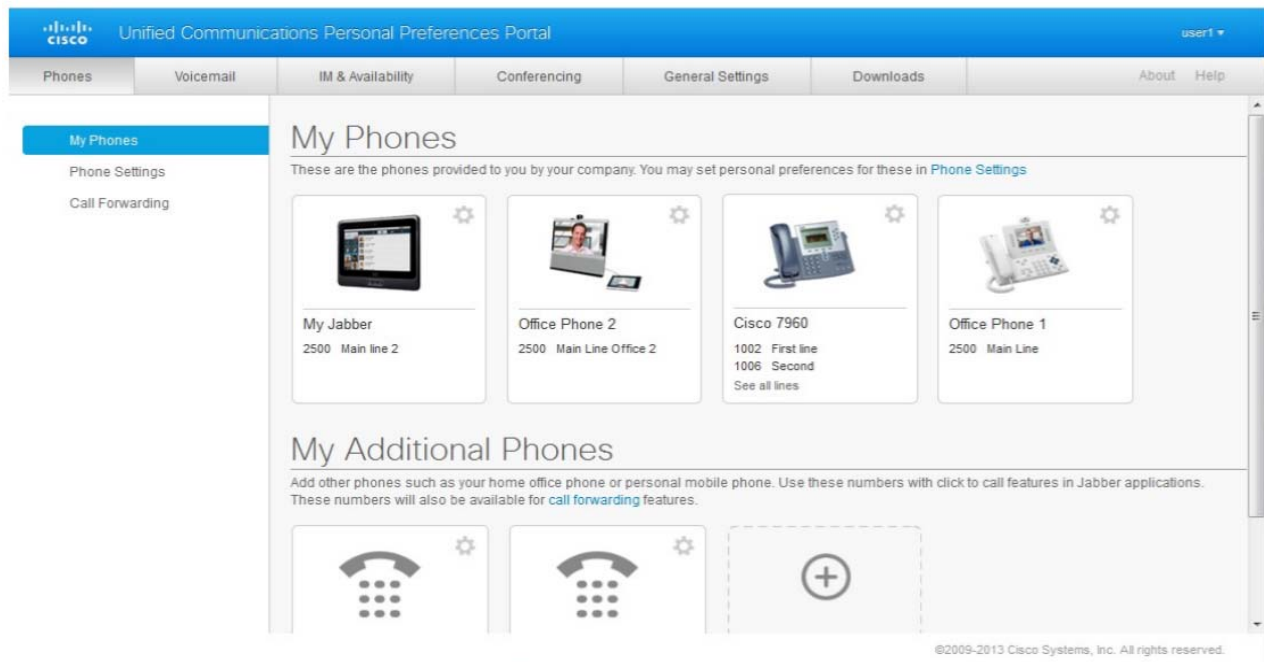 CISCO Unified Communications Personal Preferences Portal user1
Phones Voicemail IM & Availability Conferencing General Settings Downloads About Help
My Phones
Phone Settings
Call Forwarding
My Phones
These are the phones provided to you by your company. You may set personal preferences for these in Phone Settings
My Jabber
2500 Main line 2
Office Phone 2
2500 Main Line Office 2
Cisco 7960
1002 First line
1006 Second
See all lines
Office Phone 1
2500 Main Line
My Additional Phones
Add other phones such as your home office phone or personal mobile phone. Use these numbers with click to call features in Jabber applications.
These numbers will also be available for call forwarding features.
©2009-2013 Cisco Systems, Inc. All rights reserved.